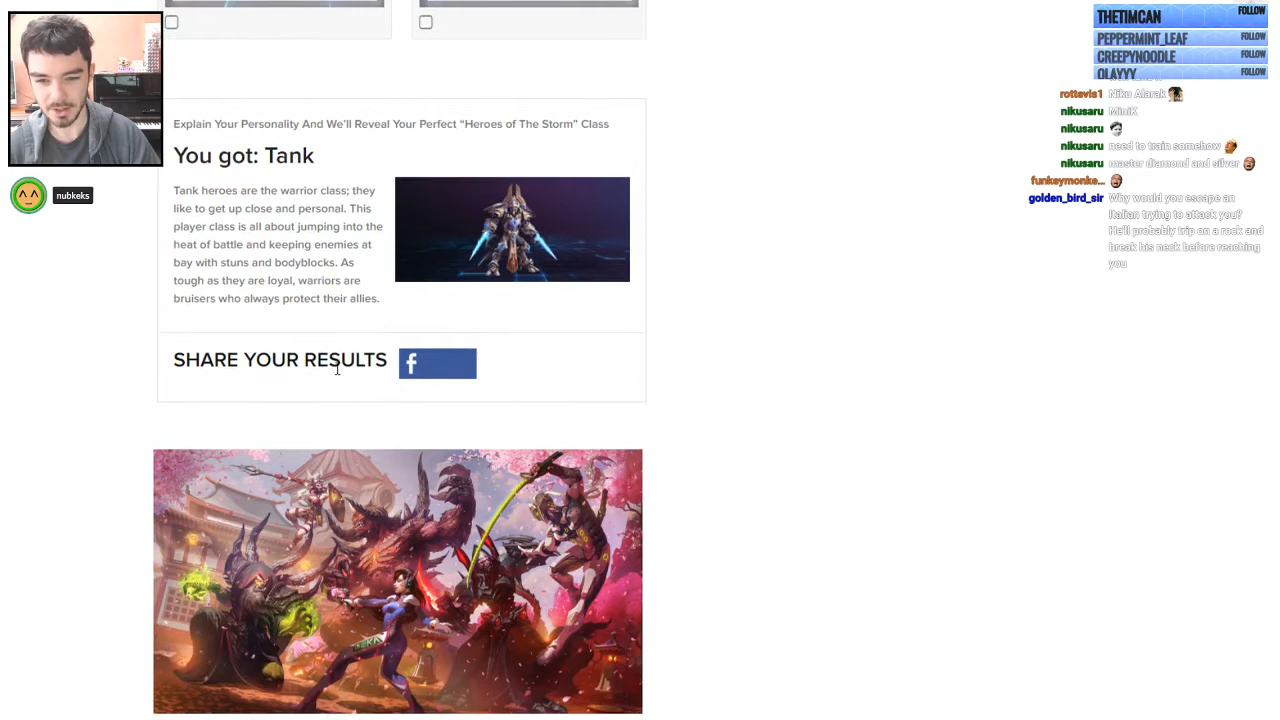 THETIMCAN FOLLOW
PEPPERMINT_LEAF FOLLOW
CREEPYNOODLE FOLLOW
OLAYYY FOLLOW
rottavis1 Niku Alarak
nikusaru MiniK
nikusaru
nikusaru need to train somehow
nikusaru master diamond and silver
funkeymonke...
golden_bird_sir Why would you escape an
Italian trying to attack you?
He'll probably trip on a rock and
break his neck before reaching
you
nubkeks
Explain Your Personality And We'll Reveal Your Perfect “Heroes of The Storm” Class
You got: Tank
Tank heroes are the warrior class; they
like to get up close and personal. This
player class is all about jumping into the
heat of battle and keeping enemies at
bay with stuns and bodyblocks. As
tough as they are loyal, warriors are
bruisers who always protect their allies.
SHARE YOUR RESULTS f